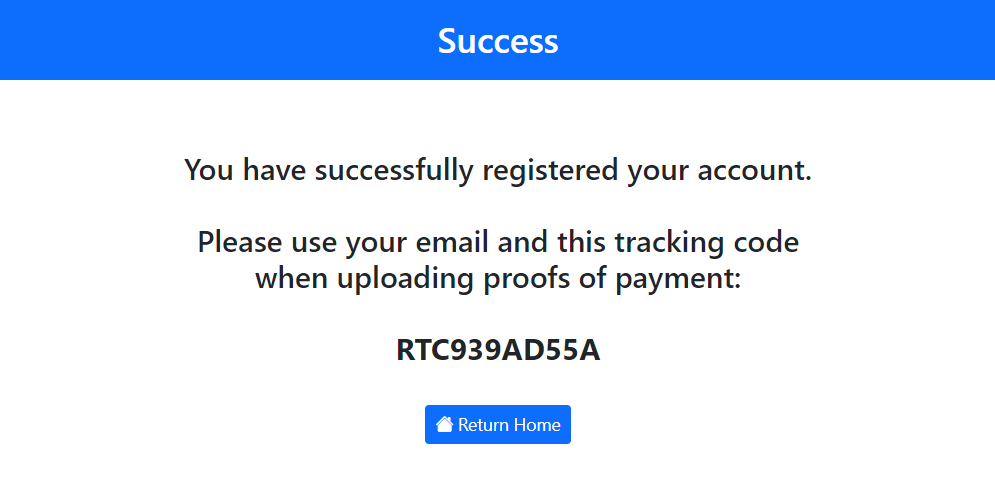 Success
You have successfully registered your account.
Please use your email and this tracking code
when uploading proofs of payment:
RTC939AD55A
Return Home